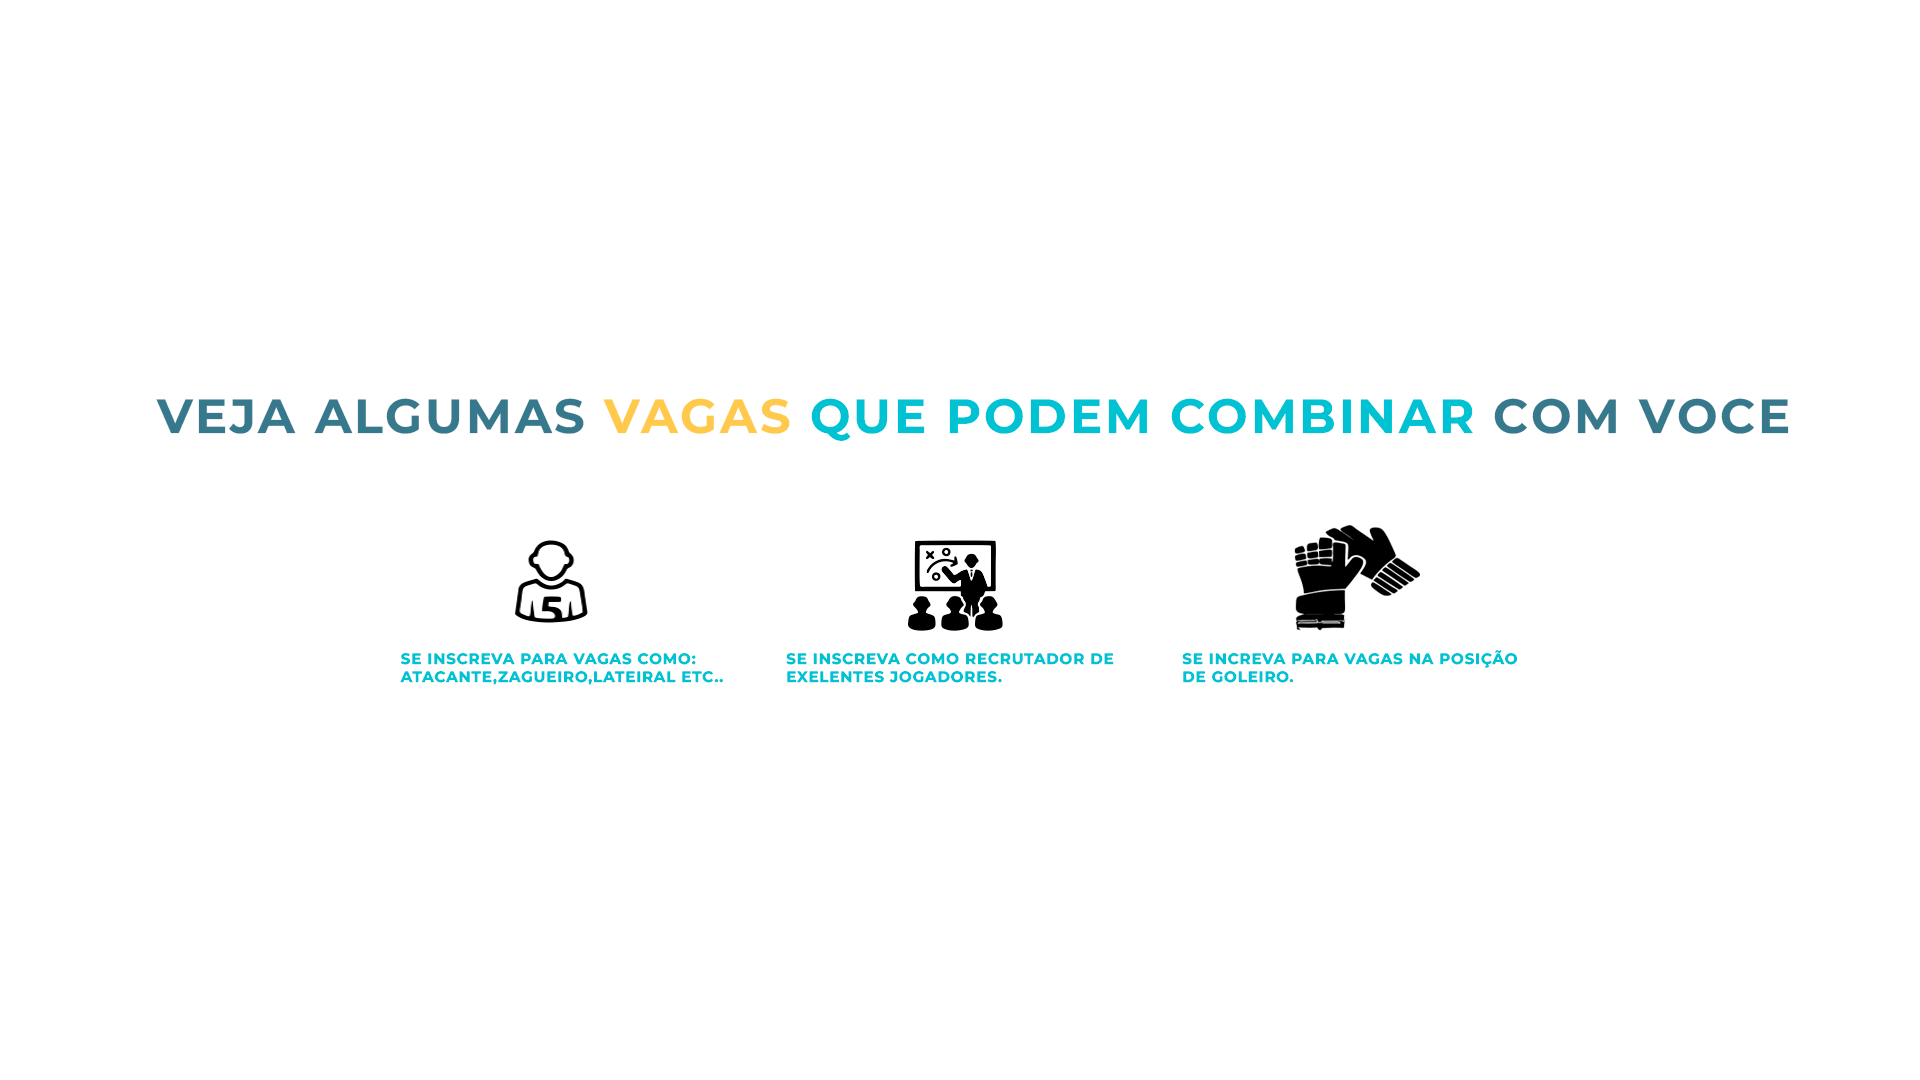 VEJA ALGUMAS VAGAS QUE PODEM COMBINAR COM VOCE
5
SE INSCREVA PARA VAGAS COMO:
ATACANTE,ZAGUEIRO,LATEIRAL ETC..
SE INSCREVA COMO RECRUTADOR DE
EXELENTES JOGADORES.
SE INCREVA PARA VAGAS NA POSIÇÃO
DE GOLEIRO.